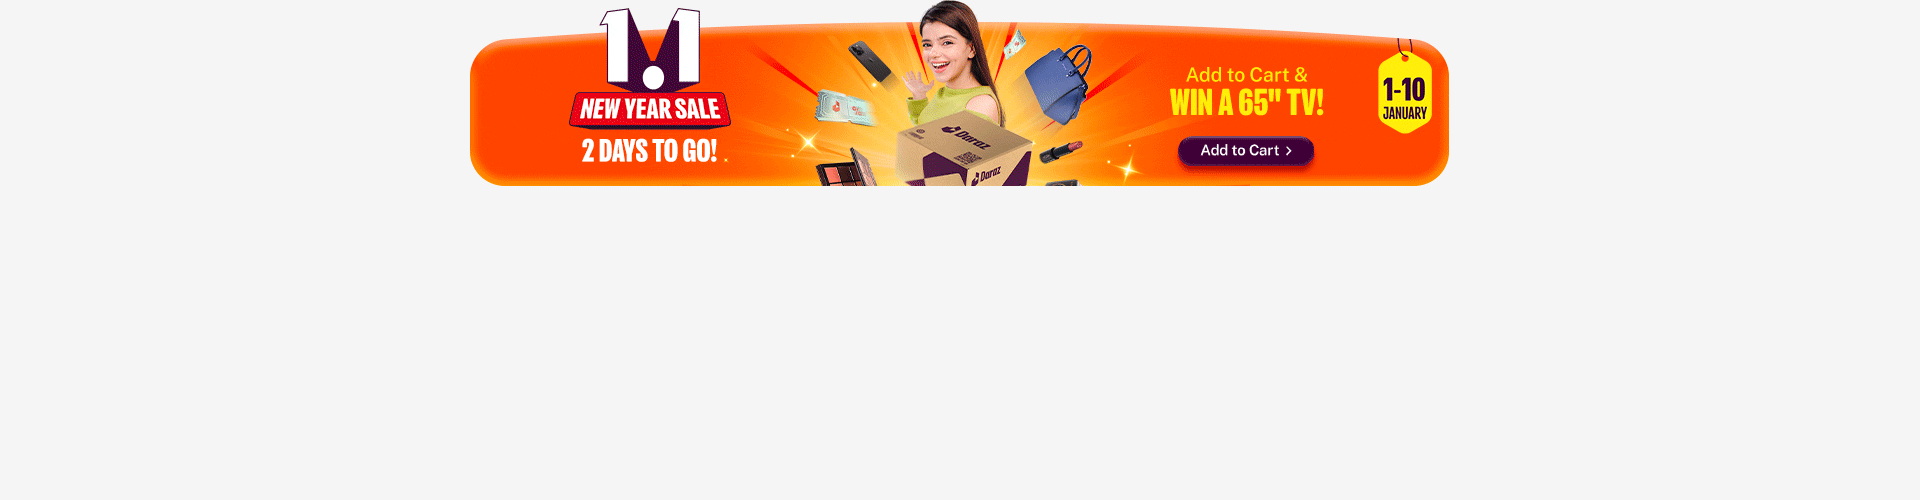 1.1
NEW YEAR SALE
2 DAYS TO GO!
Daraz
Daraz
Add to Cart &
WIN A 65" TV!
Add to Cart >
1-10
JANUARY